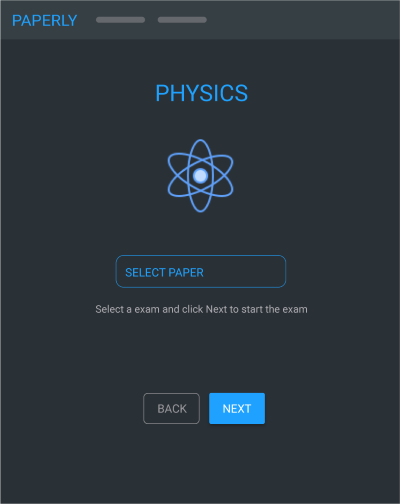 PAPERLY
PHYSICS
SELECT PAPER
Select a exam and click Next to start the exam
BACK NEXT